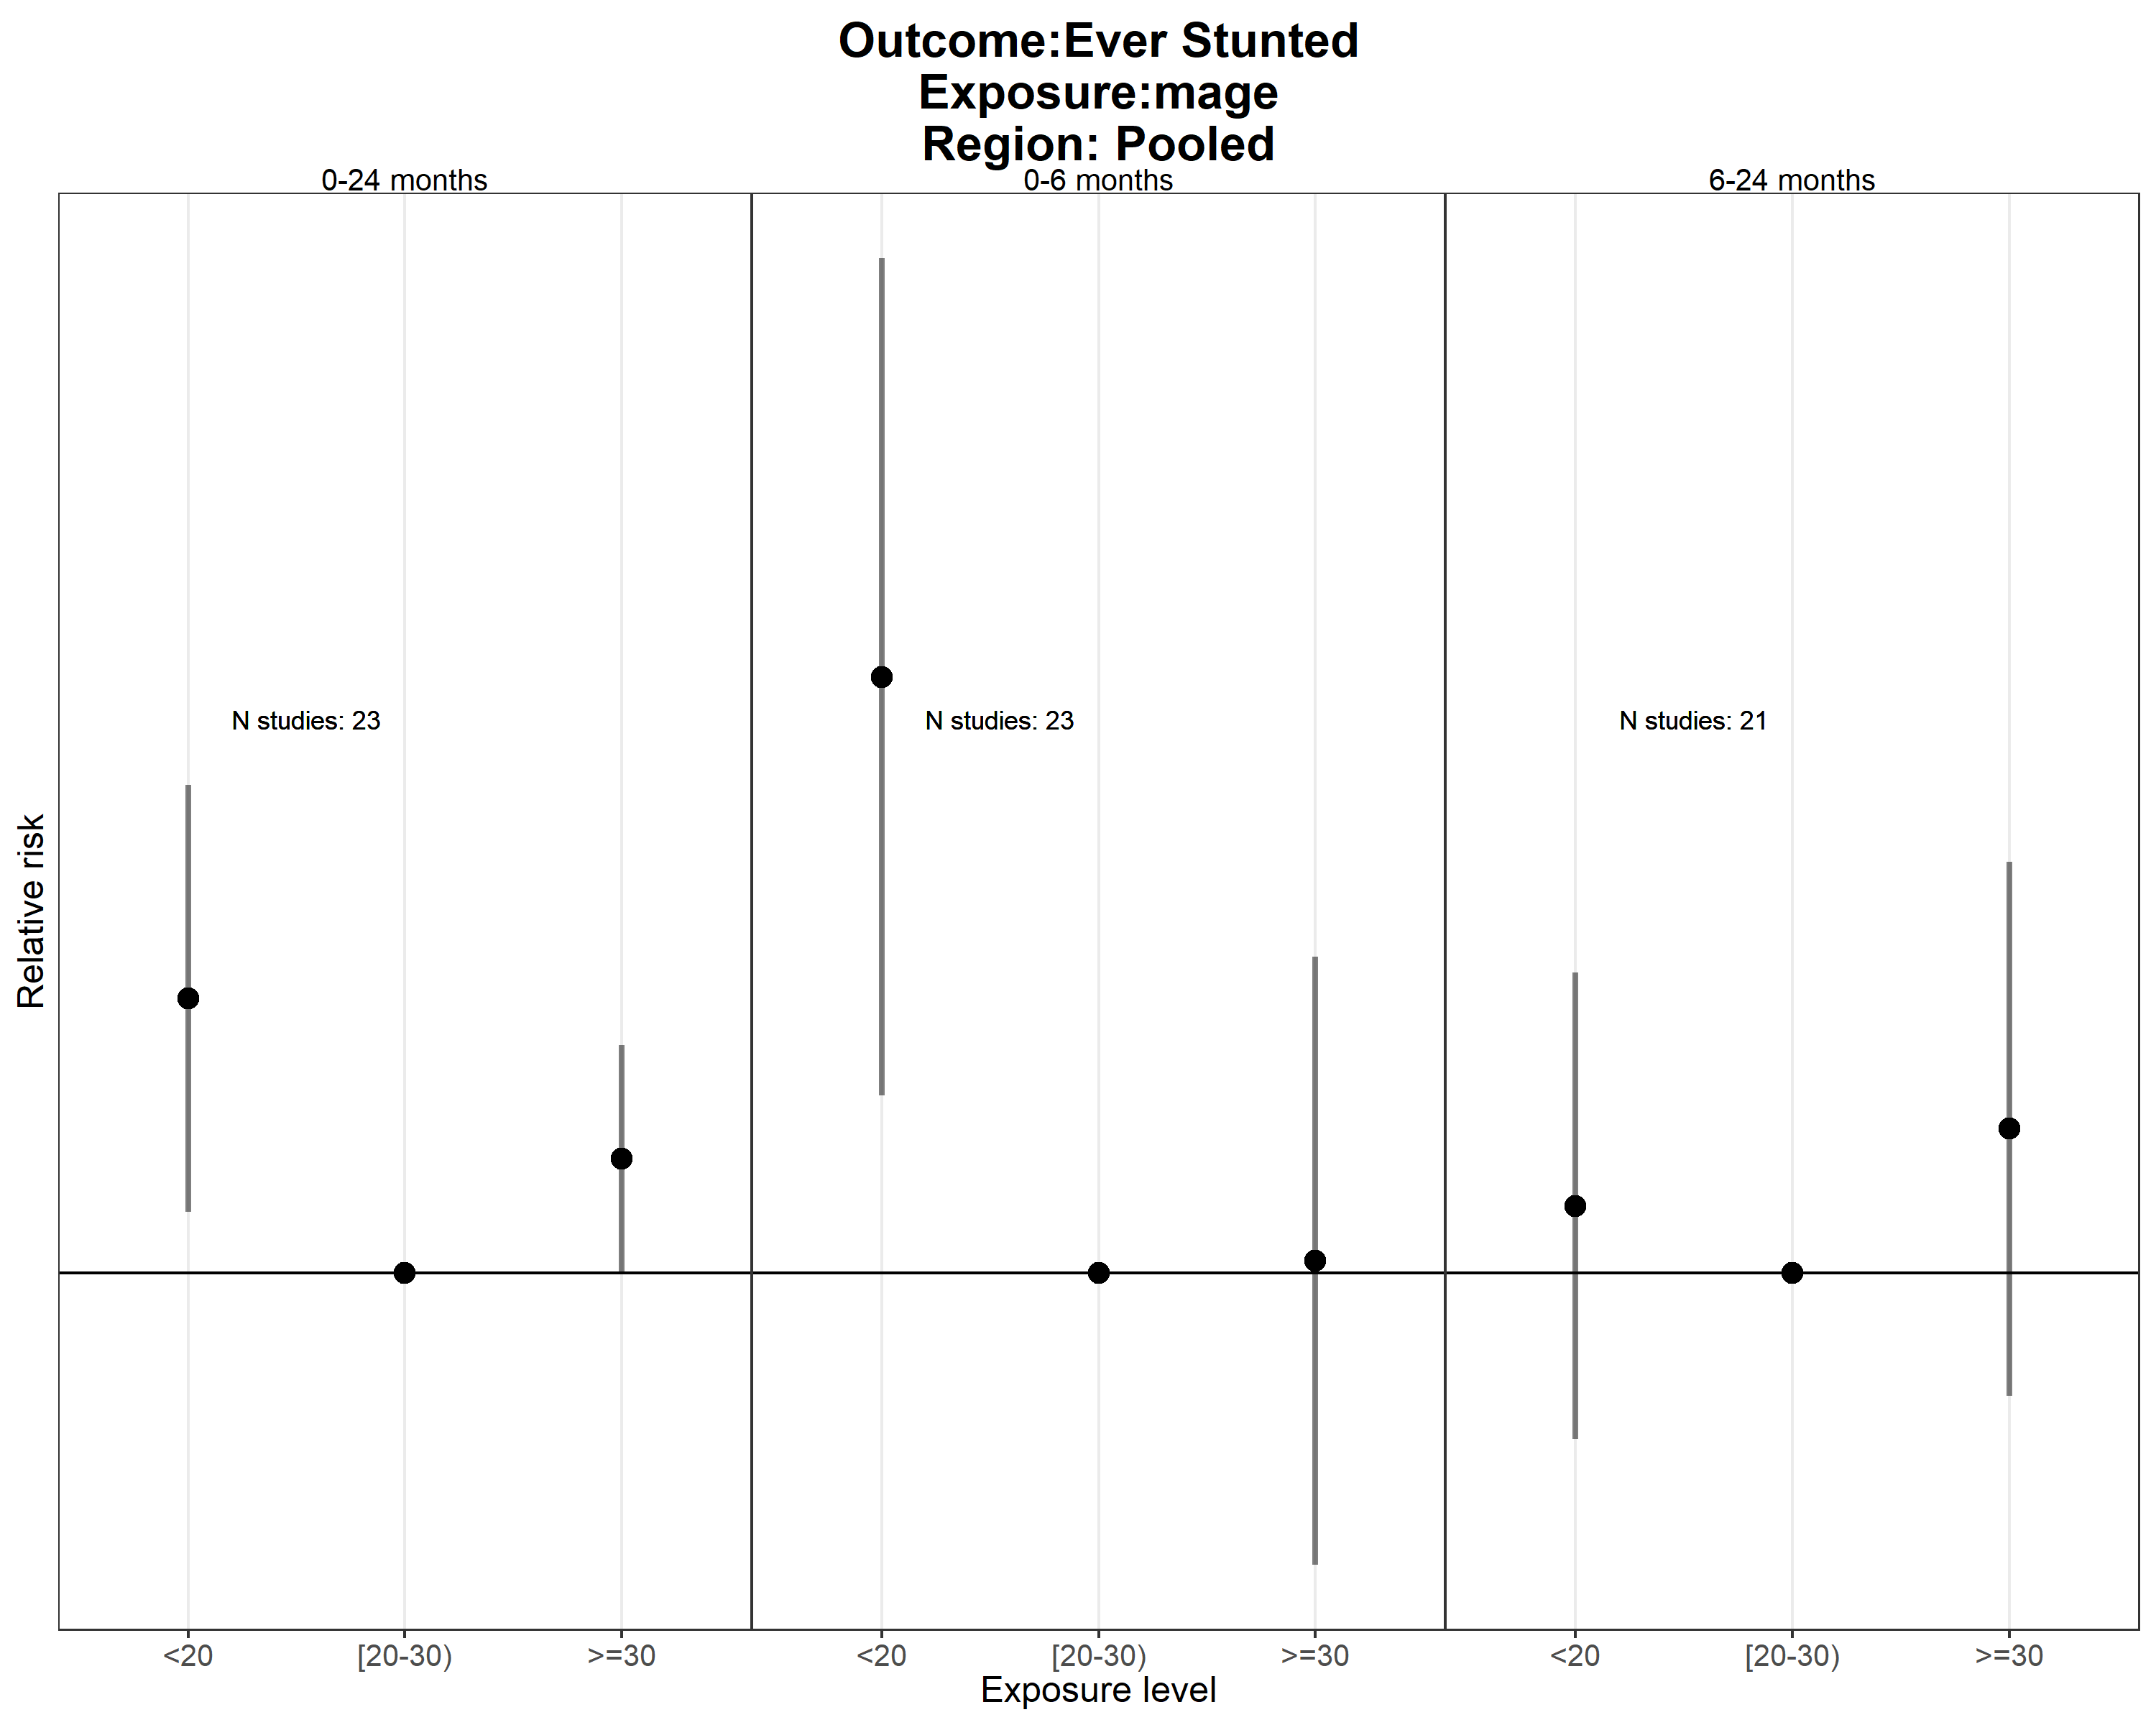 Outcome:Ever Stunted
Exposure:mage
Region: Pooled
0-24 months
0-6 months
6-24 months
N studies: 23
N studies: 23
N studies: 21
Relative risk
<20
[20-30)
>=30
<20
[20-30)
>=30
<20
[20-30)
>=30
Exposure level